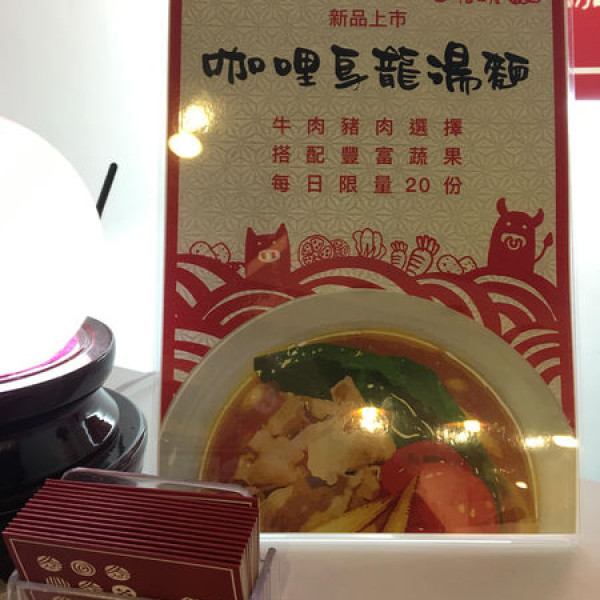 新品上市
咖哩烏龍湯麵
牛肉豬肉選擇
搭配豐富蔬果
每日限量20份